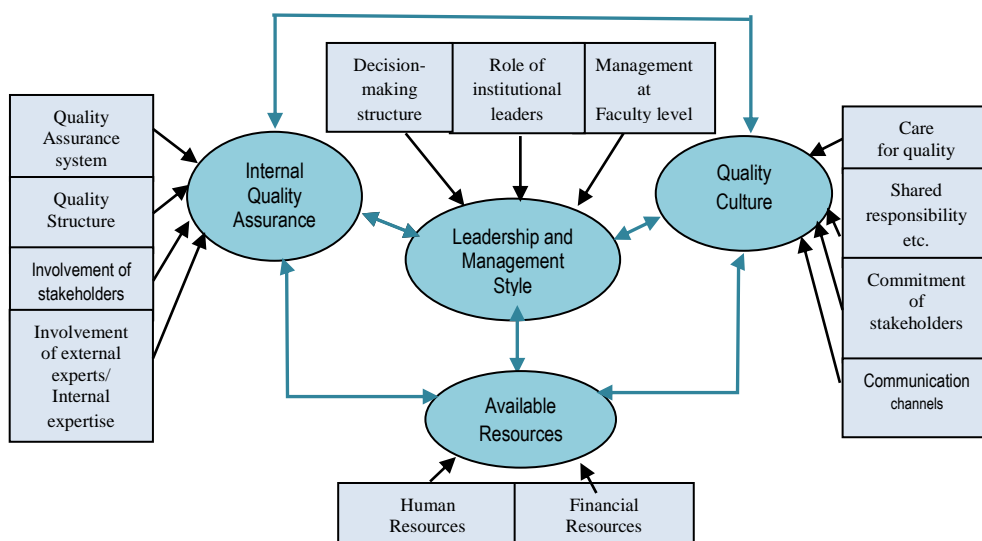 Decision-
making
structure
Role of
institutional
leaders
Management
at
Faculty level
Quality
Assurance
system
Quality
Structure
Involvement of
stakeholders
Involvement
of external
experts/
Internal
expertise
Internal
Quality
Assurance
Leadership and
Management
Style
Quality
Culture
Care
for quality
Shared
responsibility
etc.
Commitment
of
stakeholders
Communication
channels
Available
Resources
Human
Resources
Financial
Resources